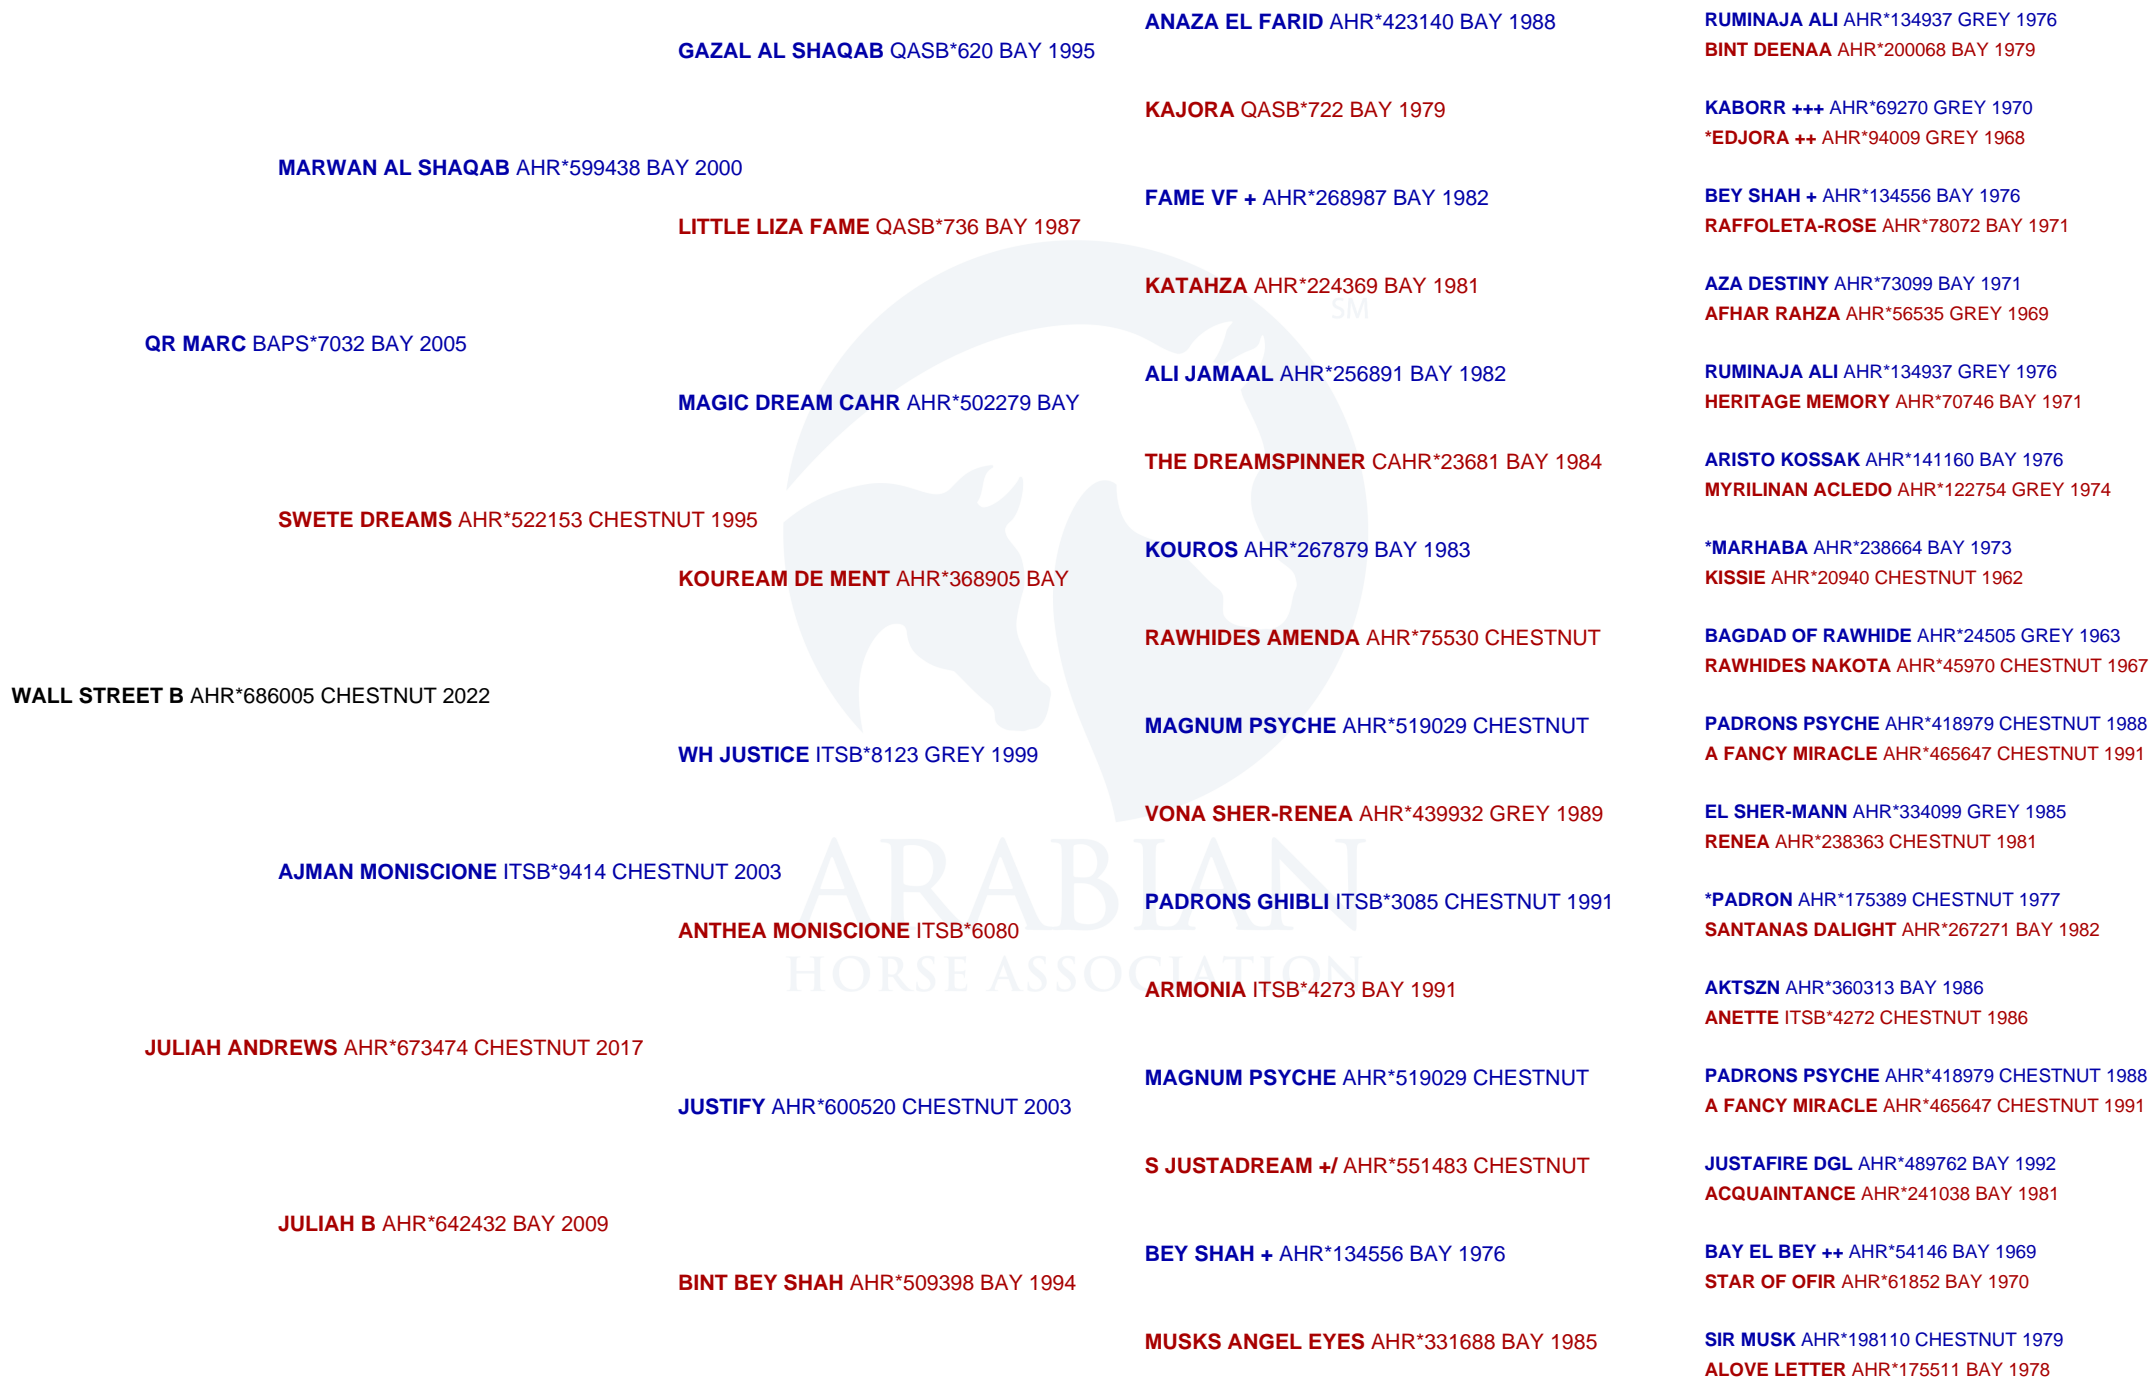 ANAZA EL FARID AHR*423140 BAY 1988
RUMINAJA ALI AHR*134937 GREY 1976
GAZAL AL SHAQAB QASB*620 BAY 1995
BINT DEENAA AHR*200068 BAY 1979
KAJORA QASB*722 BAY 1979
KABORR +++ AHR*69270 GREY 1970
*EDJORA ++ AHR*94009 GREY 1968
MARWAN AL SHAQAB AHR*599438 BAY 2000
FAME VF + AHR*268987 BAY 1982
BEY SHAH + AHR*134556 BAY 1976
LITTLE LIZA FAME QASB*736 BAY 1987
RAFFOLETA-ROSE AHR*78072 BAY 1971
KATAHZA AHR*224369 BAY 1981
AZA DESTINY AHR*73099 BAY 1971
SM
AFHAR RAHZA AHR*56535 GREY 1969
QR MARC BAPS*7032 BAY 2005
ALI JAMAAL AHR*256891 BAY 1982
RUMINAJA ALI AHR*134937 GREY 1976
MAGIC DREAM CAHR AHR*502279 BAY
HERITAGE MEMORY AHR*70746 BAY 1971
THE DREAMSPINNER CAHR*23681 BAY 1984
ARISTO KOSSAK AHR*141160 BAY 1976
MYRILINAN ACLEDO AHR*122754 GREY 1974
SWETE DREAMS AHR*522153 CHESTNUT 1995
KOUROS AHR*267879 BAY 1983
*MARHABA AHR*238664 BAY 1973
KOUREAM DE MENT AHR*368905 BAY
KISSIE AHR*20940 CHESTNUT 1962
RAWHIDES AMENDA AHR*75530 CHESTNUT
BAGDAD OF RAWHIDE AHR*24505 GREY 1963
RAWHIDES NAKOTA AHR*45970 CHESTNUT 1967
WALL STREET B AHR*686005 CHESTNUT 2022
MAGNUM PSYCHE AHR*519029 CHESTNUT
PADRONS PSYCHE AHR*418979 CHESTNUT 1988
WH JUSTICE ITSB*8123 GREY 1999
A FANCY MIRACLE AHR*465647 CHESTNUT 1991
VONA SHER-RENEA AHR*439932 GREY 1989
EL SHER-MANN AHR*334099 GREY 1985
RENEA AHR*238363 CHESTNUT 1981
AJMAN MONISCIONE ITSB*9414 CHESTNUT 2003
ARABIAN
PADRONS GHIBLI ITSB*3085 CHESTNUT 1991
*PADRON AHR*175389 CHESTNUT 1977
ANTHEA MONISCIONE ITSB*6080
SANTANAS DALIGHT AHR*267271 BAY 1982
HORSE ASSOCIATION
ARMONIA ITSB*4273 BAY 1991
AKTSZN AHR*360313 BAY 1986
ANETTE ITSB*4272 CHESTNUT 1986
JULIAH ANDREWS AHR*673474 CHESTNUT 2017
MAGNUM PSYCHE AHR*519029 CHESTNUT
PADRONS PSYCHE AHR*418979 CHESTNUT 1988
JUSTIFY AHR*600520 CHESTNUT 2003
A FANCY MIRACLE AHR*465647 CHESTNUT 1991
S JUSTADREAM +/ AHR*551483 CHESTNUT
JUSTAFIRE DGL AHR*489762 BAY 1992
ACQUAINTANCE AHR*241038 BAY 1981
JULIAH B AHR*642432 BAY 2009
BEY SHAH + AHR*134556 BAY 1976
BAY EL BEY ++ AHR*54146 BAY 1969
BINT BEY SHAH AHR*509398 BAY 1994
STAR OF OFIR AHR*61852 BAY 1970
MUSKS ANGEL EYES AHR*331688 BAY 1985
SIR MUSK AHR*198110 CHESTNUT 1979
ALOVE LETTER AHR*175511 BAY 1978